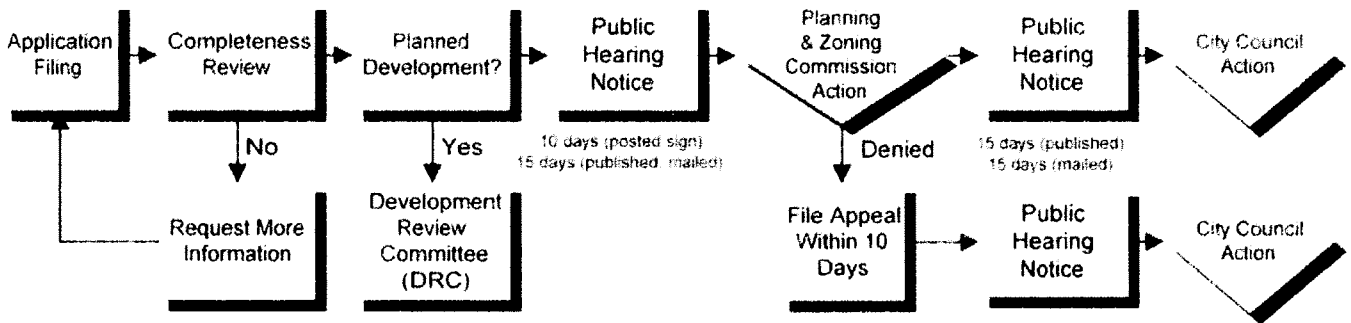 Application
Filing
Completeness
Review
Planned
Development?
Public
Hearing
Notice
Planning
& Zoning
Commission
Action
Public
Hearing
Notice
City Council
Action
No
Yes
10 days (posted sign)
15 days (published, mailed)
Denied
15 days (published)
15 days (mailed)
Request More
Information
Development
Review
Committee
(DRC)
File Appeal
Within 10
Days
Public
Hearing
Notice
City Council
Action